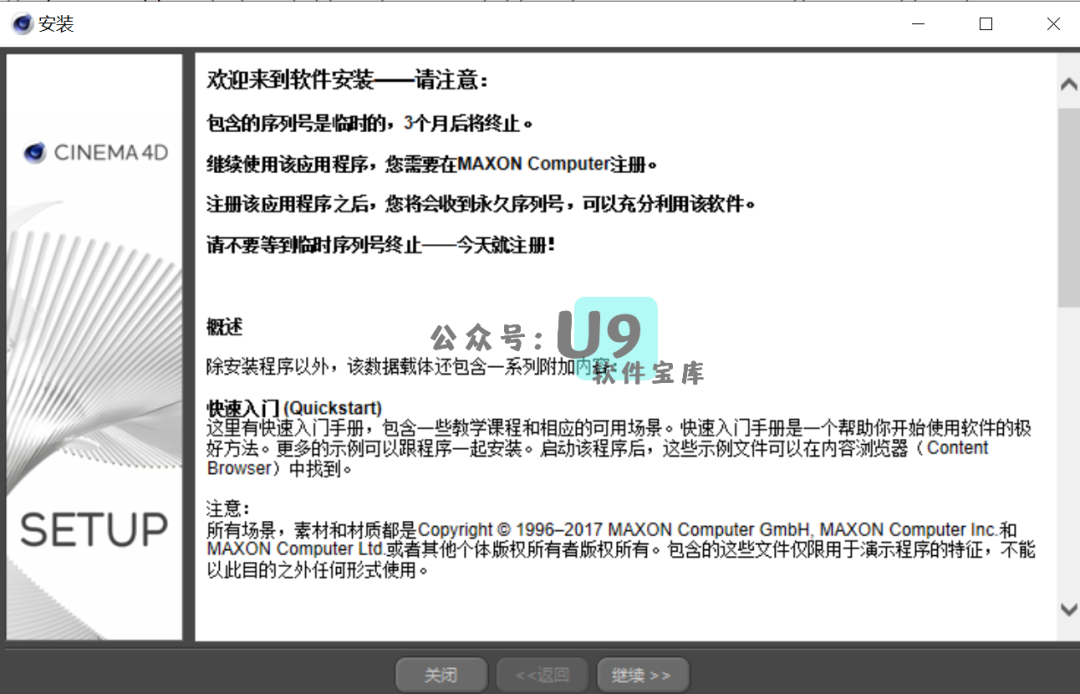 安装
CINEMA 4D
SETUP
欢迎来到软件安装——请注意：
包含的序列号是临时的，3个月后将终止。
继续使用该应用程序，您需要在MAXON Computer注册。
注册该应用程序之后，您将会收到永久序列号，可以充分利用该软件。
请不要等到临时序列号终止——今天就注册！
概述
除安装程序以外，该数据载体还包含一系列附加内容：
公众号：U9
软件宝库
快速入门 (Quickstart)
这里有快速入门手册，包含一些教学课程和相应的可用场景。快速入门手册是一个帮助你开始使用软件的极
好方法。更多的示例可以跟程序一起安装。启动该程序后，这些示例文件可以在内容浏览器（Content
Browser）中找到。
注意：
所有场景，素材和材质都是Copyright © 1996–2017 MAXON Computer GmbH, MAXON Computer Inc.和
MAXON Computer Ltd.或者其他个体版权所有者版权所有。包含的这些文件仅限用于演示程序的特征，不能
以此目的之外任何形式使用。
关闭
<<返回
继续 >>